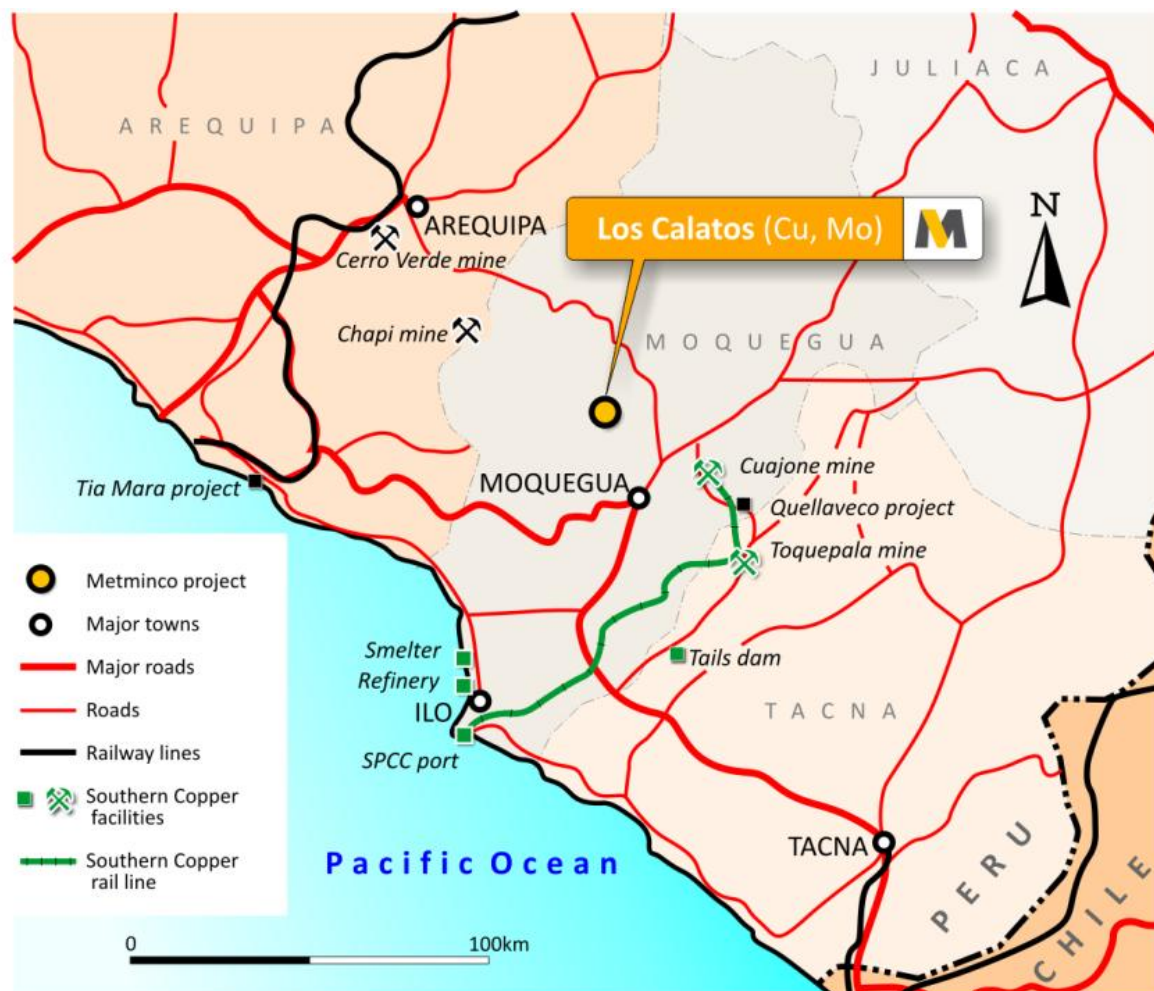 JULIACA
AREQUIPA
N
AREQUIPA
Los Calatos (Cu, Mo)
M
Cerro Verde mine
Chapi mine
MOQUEGUA
MOQUEGUA
Cuajone mine
Tia Mara project
Quellaveco project
Toquepala mine
Metminco project
Major towns
Major roads
Roads
Railway lines
Southern Copper
facilities
Southern Copper
rail line
Smelter
Refinery
ILO
SPCC port
Tails dam
TACNA
TACNA
Pacific Ocean
PERU
CHILE
0
100km